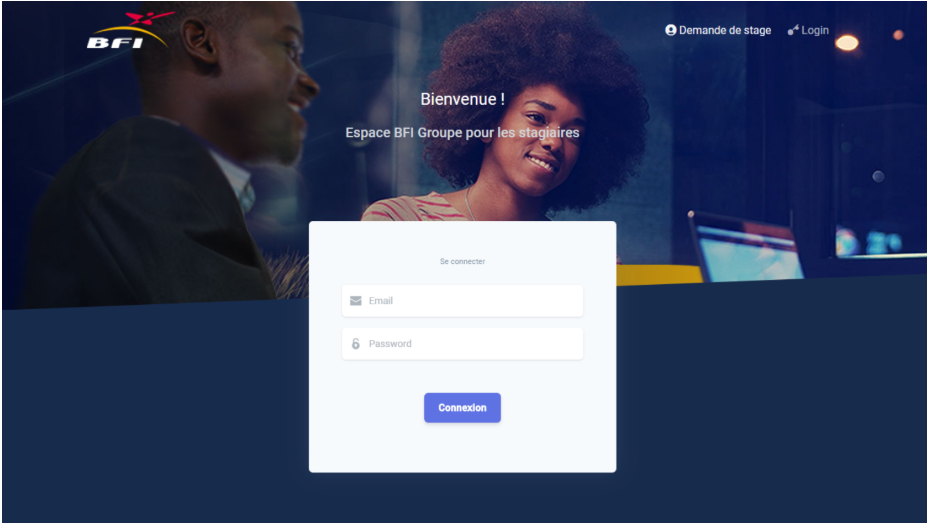 BFI
Demande de stage
Login
Bienvenue !
Espace BFI Groupe pour les stagiaires
Se connecter
Email
Password
Connexion